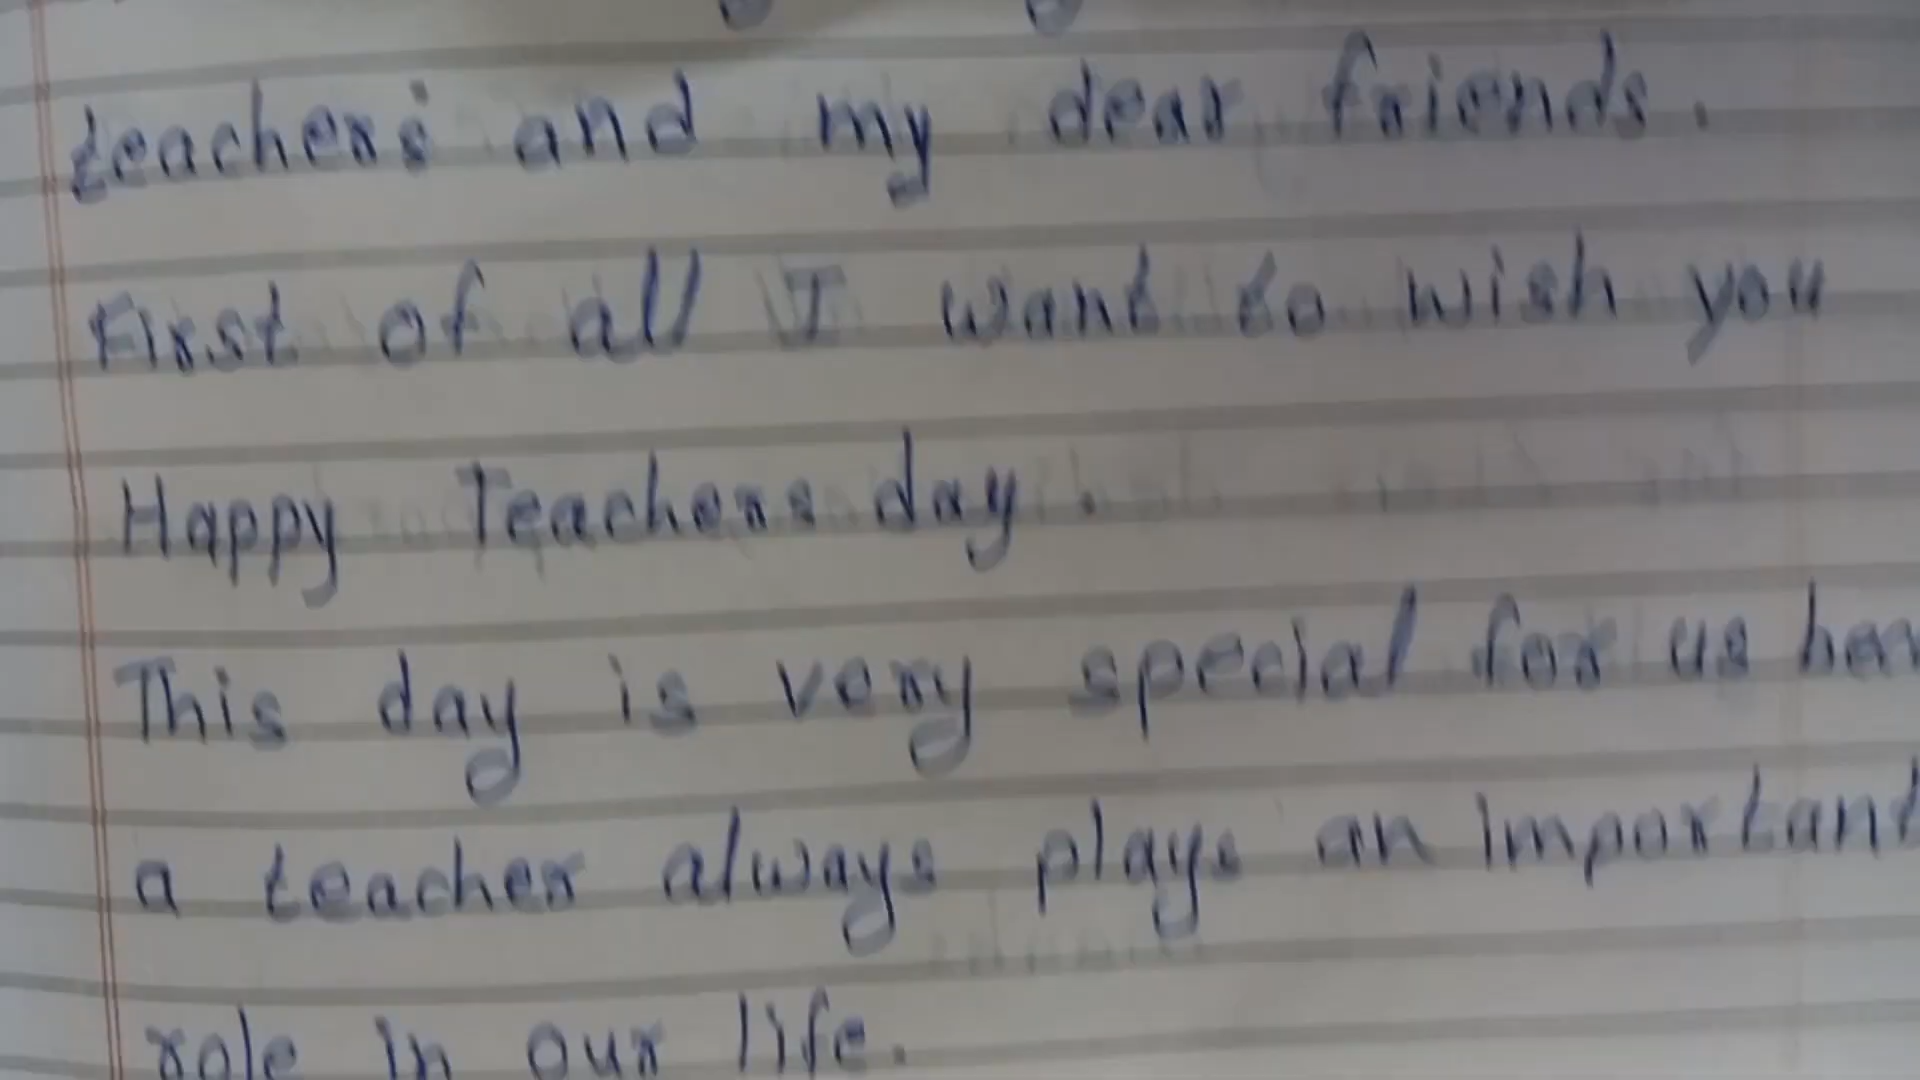 teachers and my dear friends.
First of all I want to wish you
Happy Teachers day.
This day is very special for us
a teacher always plays an important
role in our life.